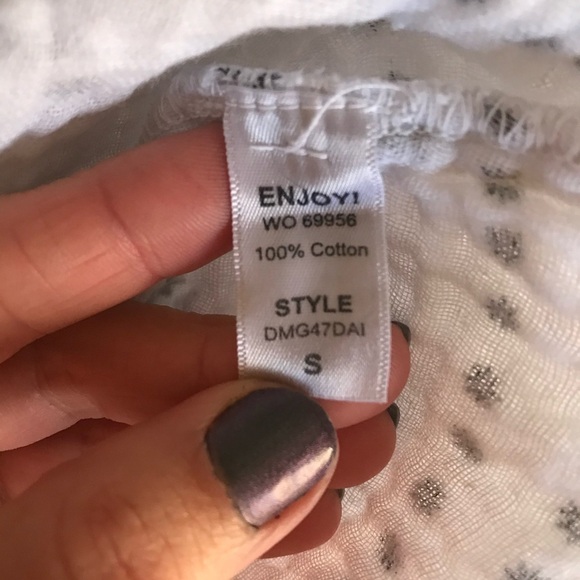 ENJOY!
WO 69956
100% Cotton
STYLE
DMG47DAI
S